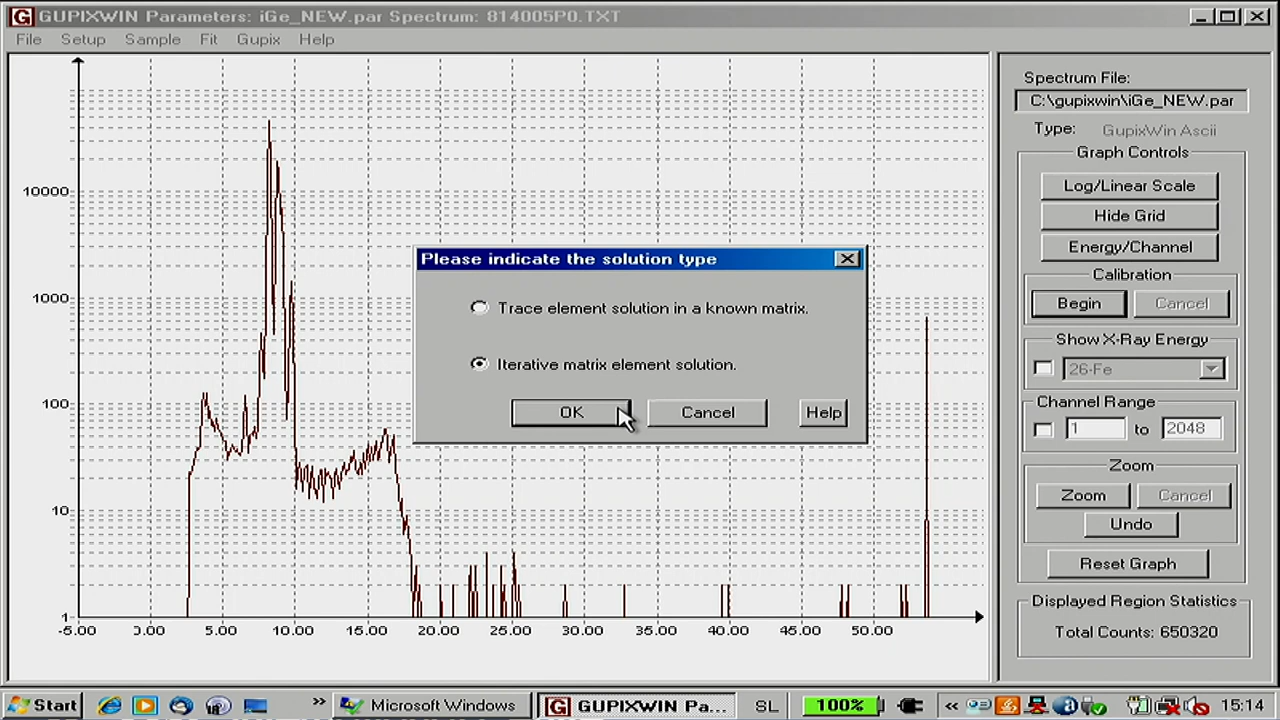 GUPIXWIN Parameters: iGe_NEW.par Spectrum: 814005P0.TXT
File Setup Sample Fit Gupix Help
10000
1000
100
10
1
-5.00 0.00 5.00 10.00 15.00 20.00 25.00 30.00 35.00 40.00 45.00 50.00
Please indicate the solution type
Trace element solution in a known matrix.
Iterative matrix element solution.
OK Cancel Help
Spectrum File:
C:\gupixwin\iGe_NEW.par
Type: GupixWin Ascii
Graph Controls
Log/Linear Scale
Hide Grid
Energy/Channel
Calibration
Begin Cancel
Show X-Ray Energy
26-Fe
Channel Range
1 to 2048
Zoom
Zoom Cancel
Undo
Reset Graph
Displayed Region Statistics
Total Counts: 650320
Start » Microsoft Windows GUPIXWIN Pa... SL 100% « 15:14